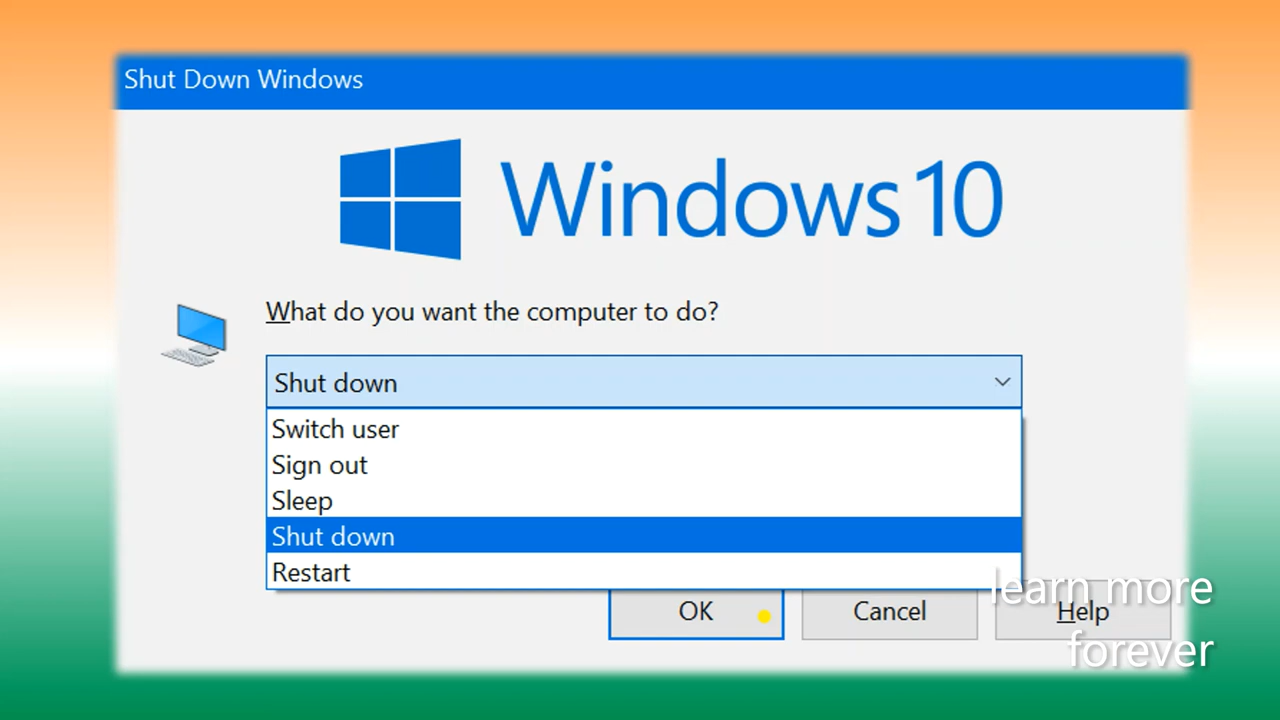 Shut Down Windows
Windows 10
What do you want the computer to do?
Shut down
Switch user
Sign out
Sleep
Shut down
Restart
OK Cancel Help
learn more
forever